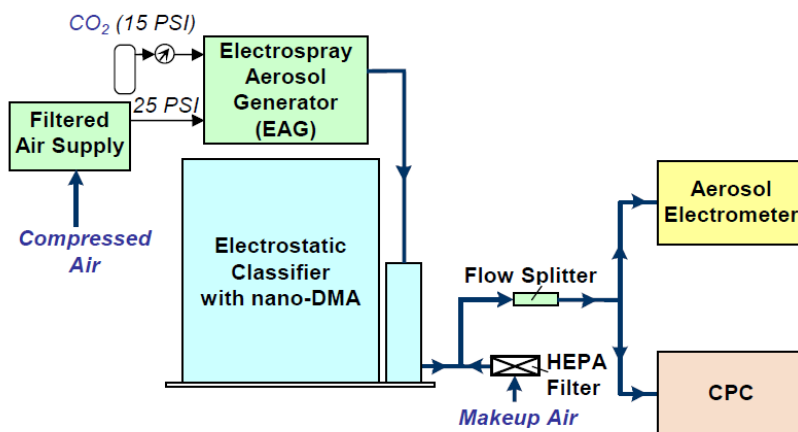 CO2 (15 PSI)
Electrospray
Aerosol
Generator
(EAG)
25 PSI
Filtered
Air Supply
Compressed
Air
Electrostatic
Classifier
with nano-DMA
Flow Splitter
HEPA
Filter
Makeup Air
Aerosol
Electrometer
CPC